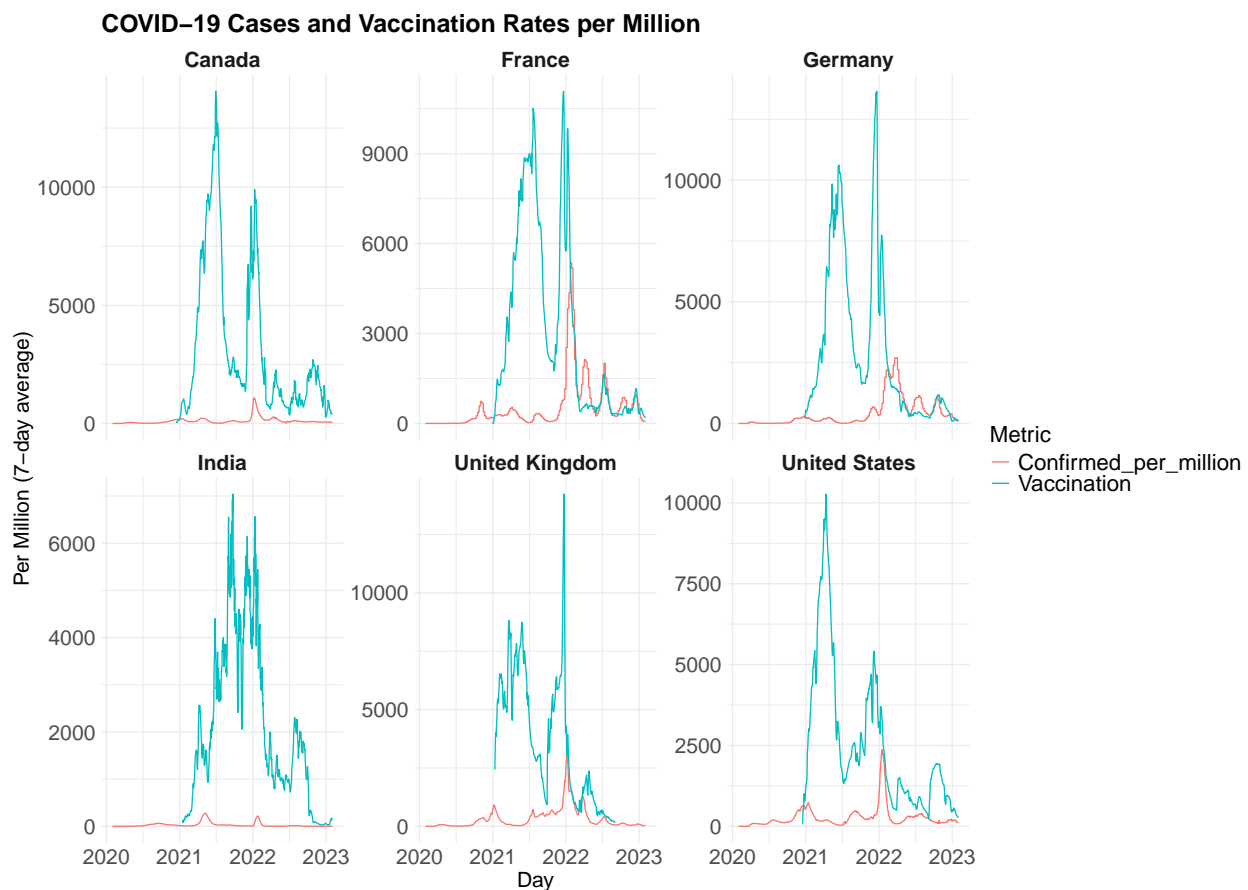 COVID−19 Cases and Vaccination Rates per Million
Canada
France
Germany
10000
5000
0
9000
6000
3000
0
10000
5000
0
India
United Kingdom
United States
6000
4000
2000
0
10000
5000
0
10000
7500
5000
2500
0
2020 2021 2022 2023
2020 2021 2022 2023
2020 2021 2022 2023
Day
Per Million (7−day average)
Metric
Confirmed_per_million
Vaccination